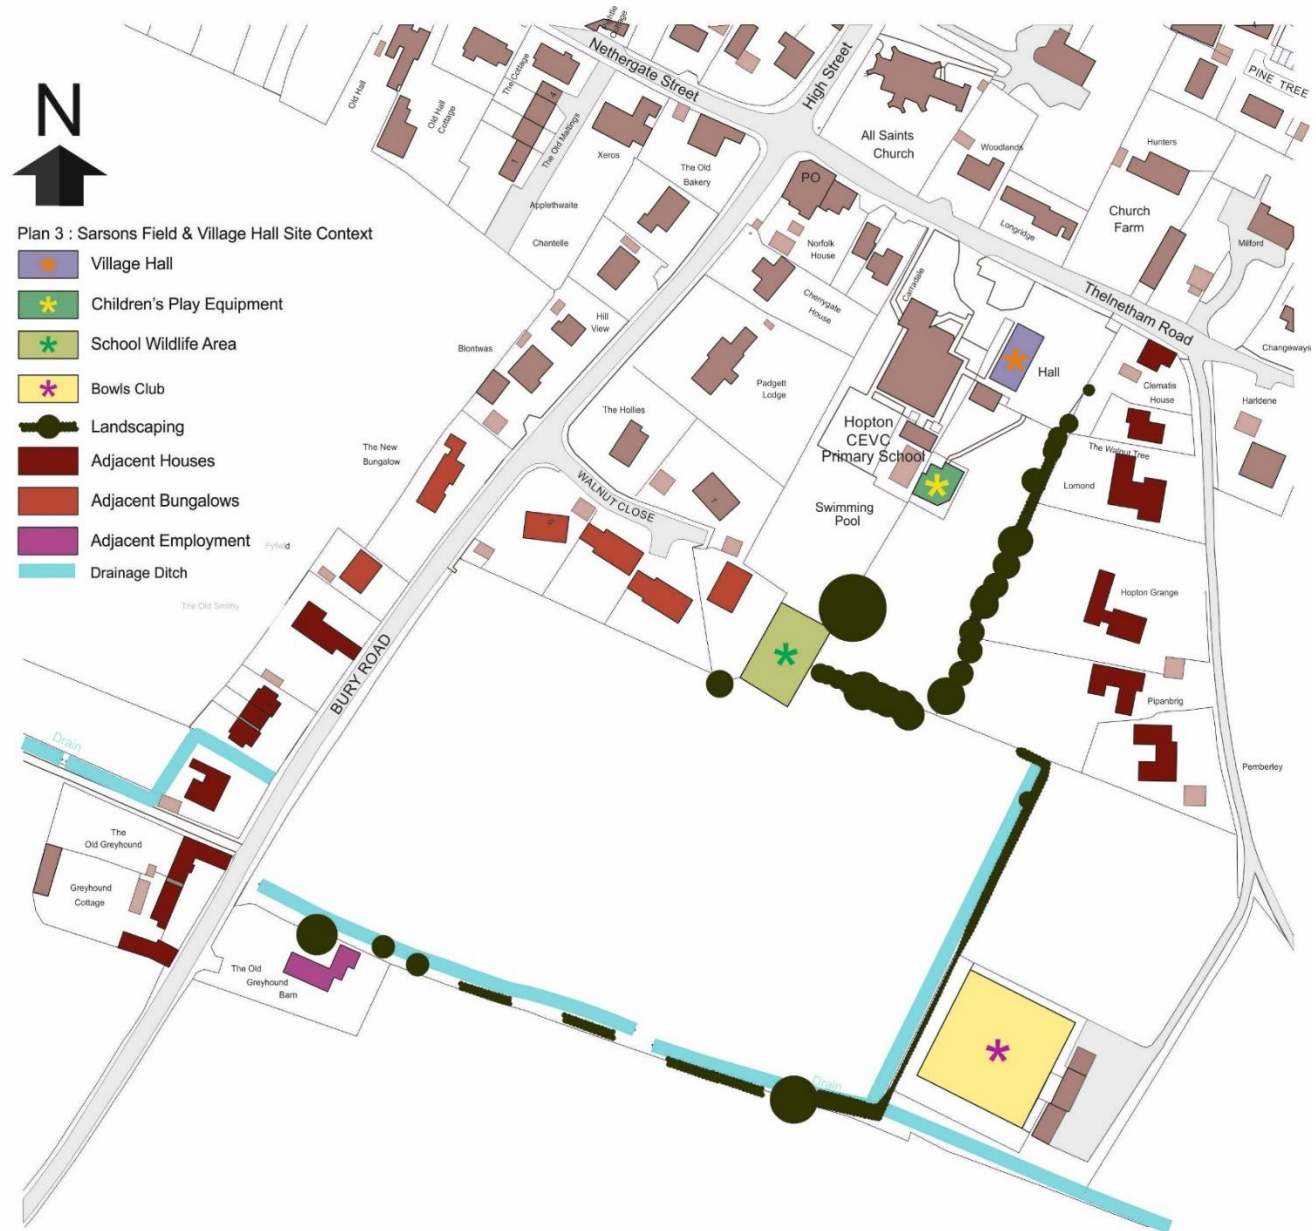 Nethergate Street
High Street
PINE TREE
Old Hall
Old Hall
Cottage
The Cottage
4
1
The Old Maltings
Xeros
The Old
Bakery
All Saints
Church
Woodlands
Hunters
N
PO
Applethwaite
Chantelle
Longridge
Church
Farm
Milford
Norfolk
House
Plan 3 : Sarsons Field & Village Hall Site Context
Village Hall
Children's Play Equipment
School Wildlife Area
Bowls Club
Landscaping
Adjacent Houses
Adjacent Bungalows
Adjacent Employment
Drainage Ditch
Carradale
Cherrygate
House
Thelnetham Road
Changeways
Hill
View
Blontwas
Hall
Clematis
House
Harldene
Padgett
Lodge
The Hollies
Hopton
CEVC
Primary School
The Walnut Tree
Lomond
The New
Bungalow
WALNUT CLOSE
Swimming
Pool
Fyfield
The Old Smithy
Hopton Grange
BURY ROAD
Pipanbrig
Pemberley
Drain
The
Old Greyhound
Greyhound
Cottage
The Old
Greyhound
Barn
Drain